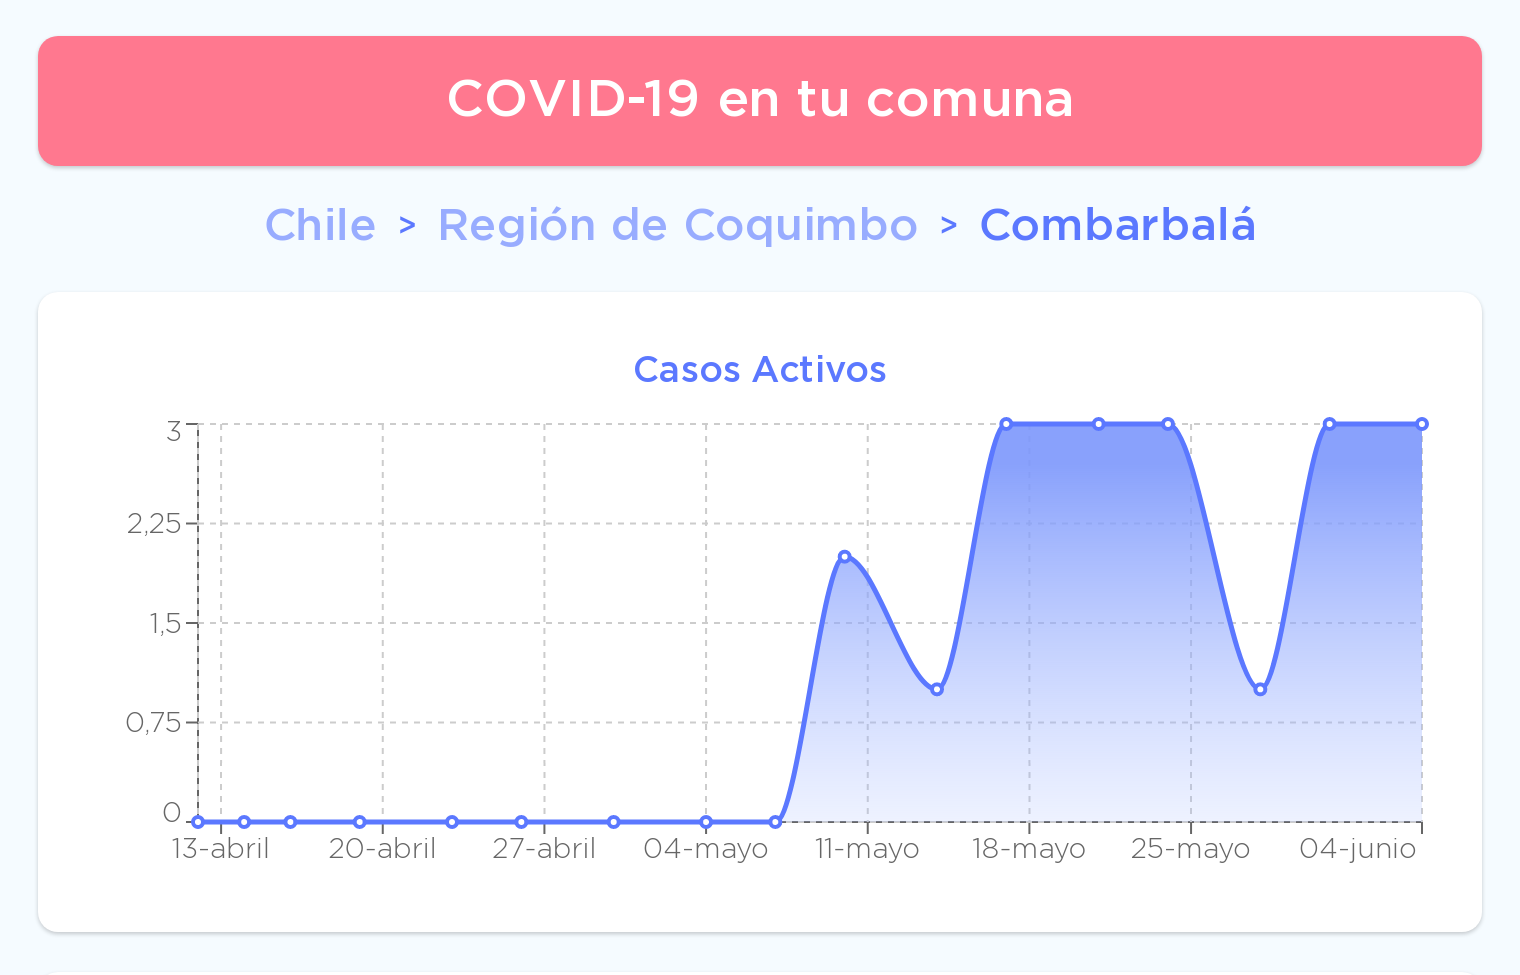 COVID-19 en tu comuna
Chile > Región de Coquimbo > Combarbalá
Casos Activos
3
2,25
1,5
0,75
0
13-abril 20-abril 27-abril 04-mayo 11-mayo 18-mayo 25-mayo 04-junio